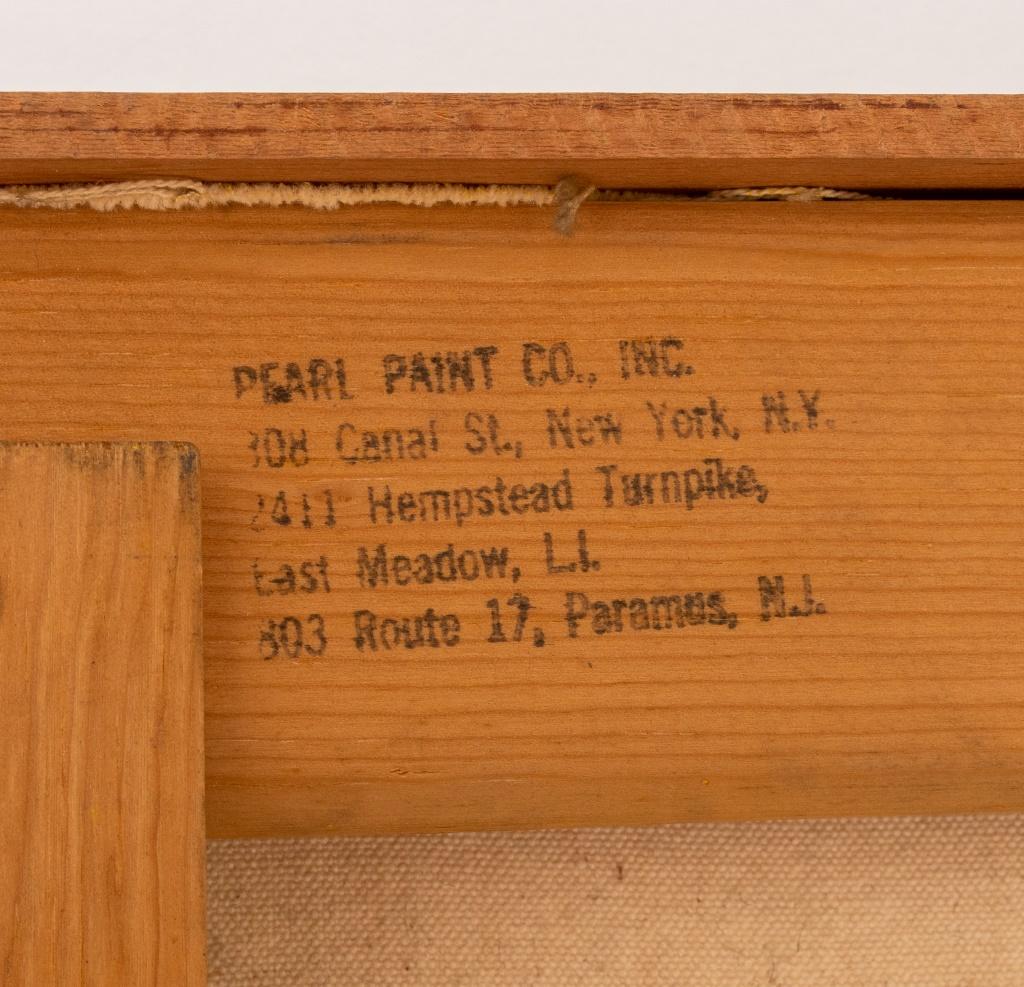 PEARL PAINT CO., INC.
308 Canal St., New York, N.Y.
2411 Hempstead Turnpike,
East Meadow, L.I.
803 Route 17, Paramus, N.J.